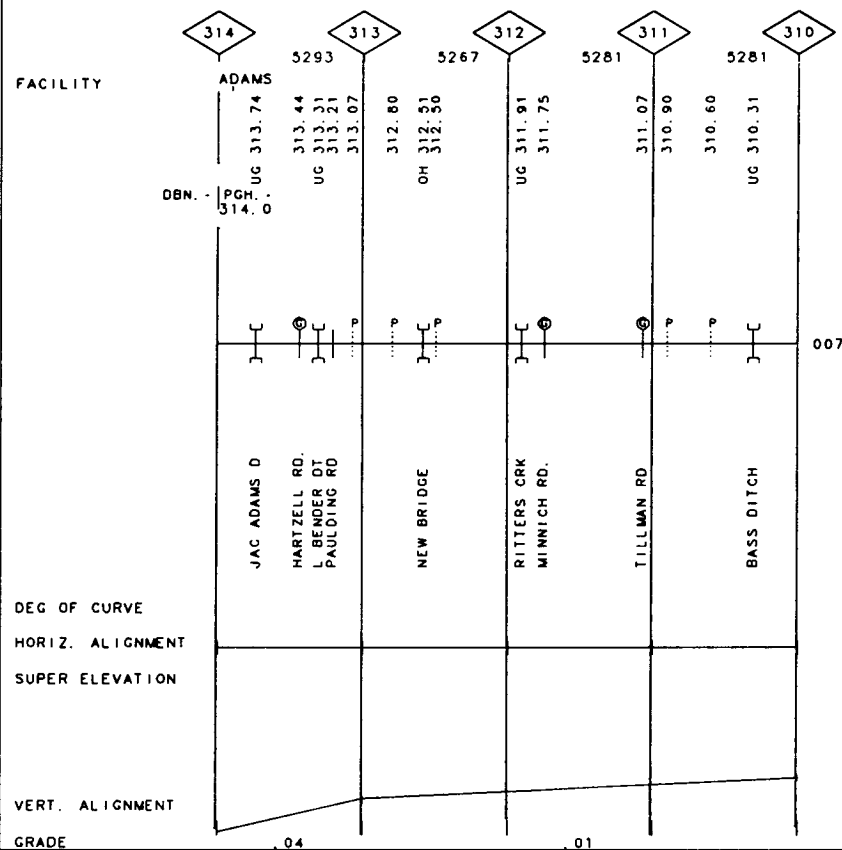 314 313 312 311 310
5293 5267 5281 5281
FACILITY
ADAMS
UG 313.74
313.44
UG 313.31
313.21
313.07
312.80
OH 312.51
312.50
UG 311.91
311.75
311.07
310.90
310.60
UG 310.31
DBN. - PGH. -
314.0
G P P P G G P P
007
JAC ADAMS D
HARTZELL RD.
L BENDER DT
PAULDING RD
NEW BRIDGE
RITTERS CRK
MINNICH RD.
TILLMAN RD
BASS DITCH
DEG OF CURVE
HORIZ. ALIGNMENT
SUPER ELEVATION
VERT. ALIGNMENT
GRADE .04 .01